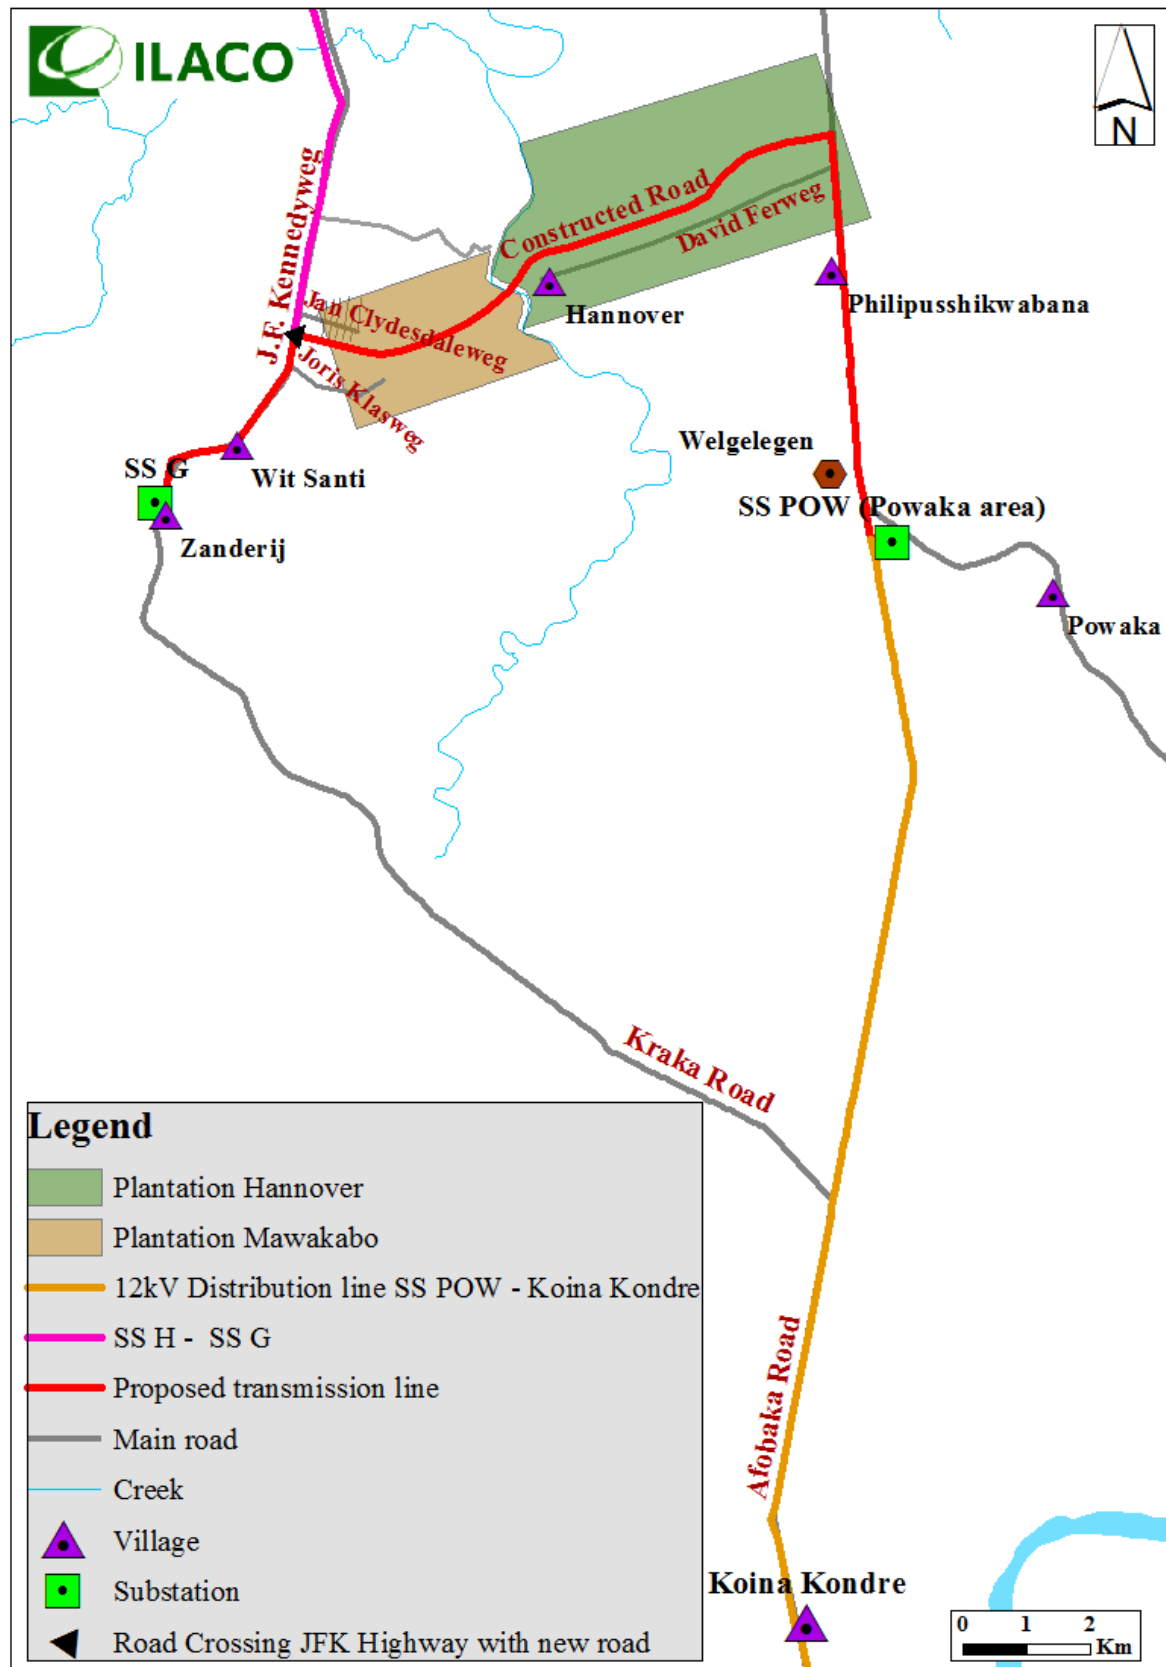 ILACO
N
J.F. Kennedyweg
Constructed Road
David Ferweg
Hannover
Philipusshikwabana
Jan Clydesdaleweg
Joris Klasweg
Welgelegen
SS G
Wit Santi
SS POW (Powaka area)
Zanderij
Powaka
Kraka Road
Afobaka Road
Koina Kondre
Legend
Plantation Hannover
Plantation Mawakabo
12kV Distribution line SS POW - Koina Kondre
SS H - SS G
Proposed transmission line
Main road
Creek
Village
Substation
Road Crossing JFK Highway with new road
0 1 2
Km